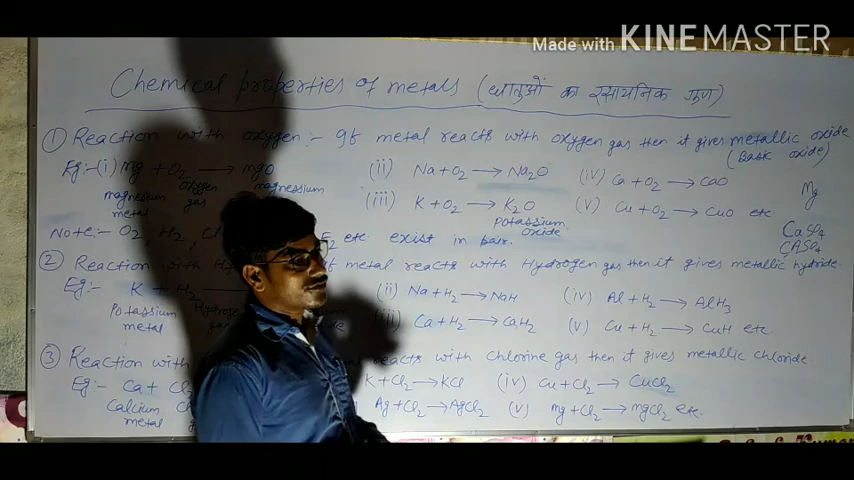 Made with KINEMASTER
Chemical properties of metals (धातुओं का रसायनिक गुण)
① Reaction with oxygen:- If metal reacts with oxygen gas then it gives metallic oxide
(Basic oxide)
Eg:-(i) Mg + O2 → MgO (ii) Na + O2 → Na2O (iv) Ca + O2 → CaO
magnesium oxygen magnessium
metal gas
(iii) K + O2 → K2O (v) Cu + O2 → CuO etc
Potassium
oxide
Mg
CaSO4
CASO4
Note:- O2, H2, Cl etc exist in pair.
② Reaction with H If metal reacts with Hydrogen gas then it gives metallic hydride.
Eg:- K + H2 (ii) Na + H2 → NaH (iv) Al + H2 → AlH3
Potassium
metal
(iii) Ca + H2 → CaH2 (v) Cu + H2 → CuH etc
③ Reaction with reacts with chlorine gas then it gives metallic chloride.
Eg:- Ca + Cl2 K + Cl2 → KCl (iv) Cu + Cl2 → CuCl2
Calcium
metal
Ag + Cl2 → AgCl2 (v) Mg + Cl2 → MgCl2 etc.